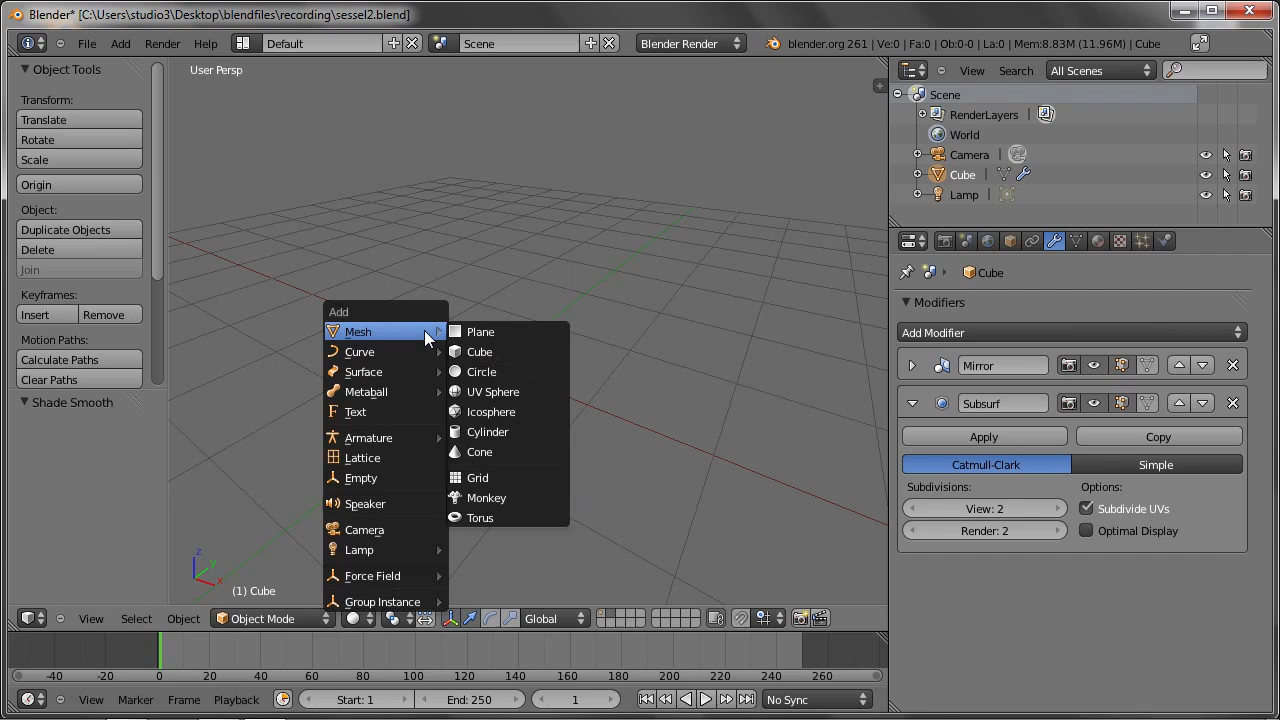 Blender* [C:\Users\studio3\Desktop\blendfiles\recording\sessel2.blend]
File Add Render Help Default Scene Blender Render blender.org 261 | Ve:0 | Fa:0 | Ob:0-0 | La:0 | Mem:8.83M (11.96M) | Cube
Object Tools
Transform:
Translate
Rotate
Scale
Origin
Object:
Duplicate Objects
Delete
Join
Keyframes:
Insert Remove
Motion Paths:
Calculate Paths
Clear Paths
Shade Smooth
User Persp
Add
Mesh
Curve
Surface
Metaball
Text
Armature
Lattice
Empty
Speaker
Camera
Lamp
Force Field
Group Instance
Plane
Cube
Circle
UV Sphere
Icosphere
Cylinder
Cone
Grid
Monkey
Torus
z
y
x
(1) Cube
View Select Object Object Mode Global
-40 -20 0 20 40 60 80 100 120 140 160 180 200 220 240 260
View Marker Frame Playback Start: 1 End: 250 1 No Sync
View Search All Scenes
Scene
RenderLayers
World
Camera
Cube
Lamp
Cube
Modifiers
Add Modifier
Mirror
Subsurf
Apply Copy
Catmull-Clark Simple
Subdivisions: Options:
View: 2 Subdivide UVs
Render: 2 Optimal Display